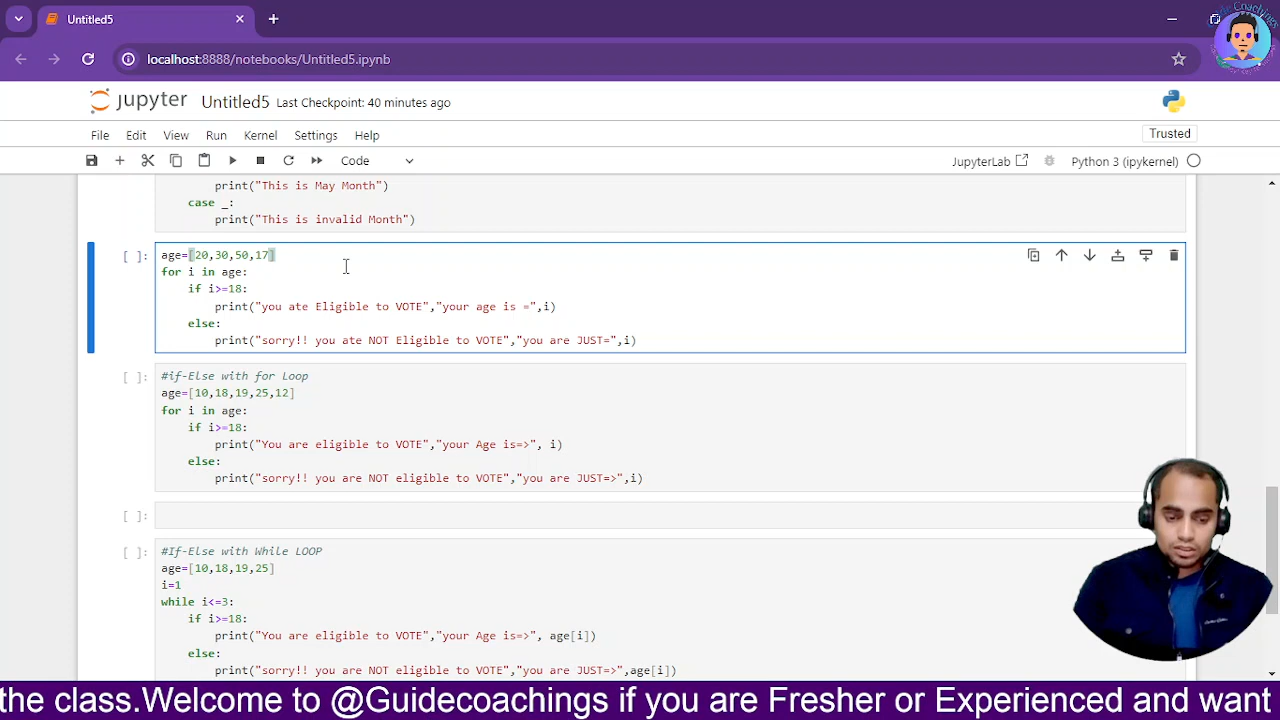 Untitled5
localhost:8888/notebooks/Untitled5.ipynb
jupyter Untitled5 Last Checkpoint: 40 minutes ago
File Edit View Run Kernel Settings Help
Trusted
Code
JupyterLab
Python 3 (ipykernel)
print("This is May Month")
case _:
print("This is invalid Month")
[ ]:
age=[20,30,50,17]
for i in age:
if i>=18:
print("you ate Eligible to VOTE","your age is =",i)
else:
print("sorry!! you ate NOT Eligible to VOTE","you are JUST=",i)
[ ]:
#if-Else with for Loop
age=[10,18,19,25,12]
for i in age:
if i>=18:
print("You are eligible to VOTE","your Age is=>", i)
else:
print("sorry!! you are NOT eligible to VOTE","you are JUST=>",i)
[ ]:
[ ]:
#If-Else with While LOOP
age=[10,18,19,25]
i=1
while i<=3:
if i>=18:
print("You are eligible to VOTE","your Age is=>", age[i])
else:
print("sorry!! you are NOT eligible to VOTE","you are JUST=>",age[i])
the class.Welcome to @Guidecoachings if you are Fresher or Experienced and want